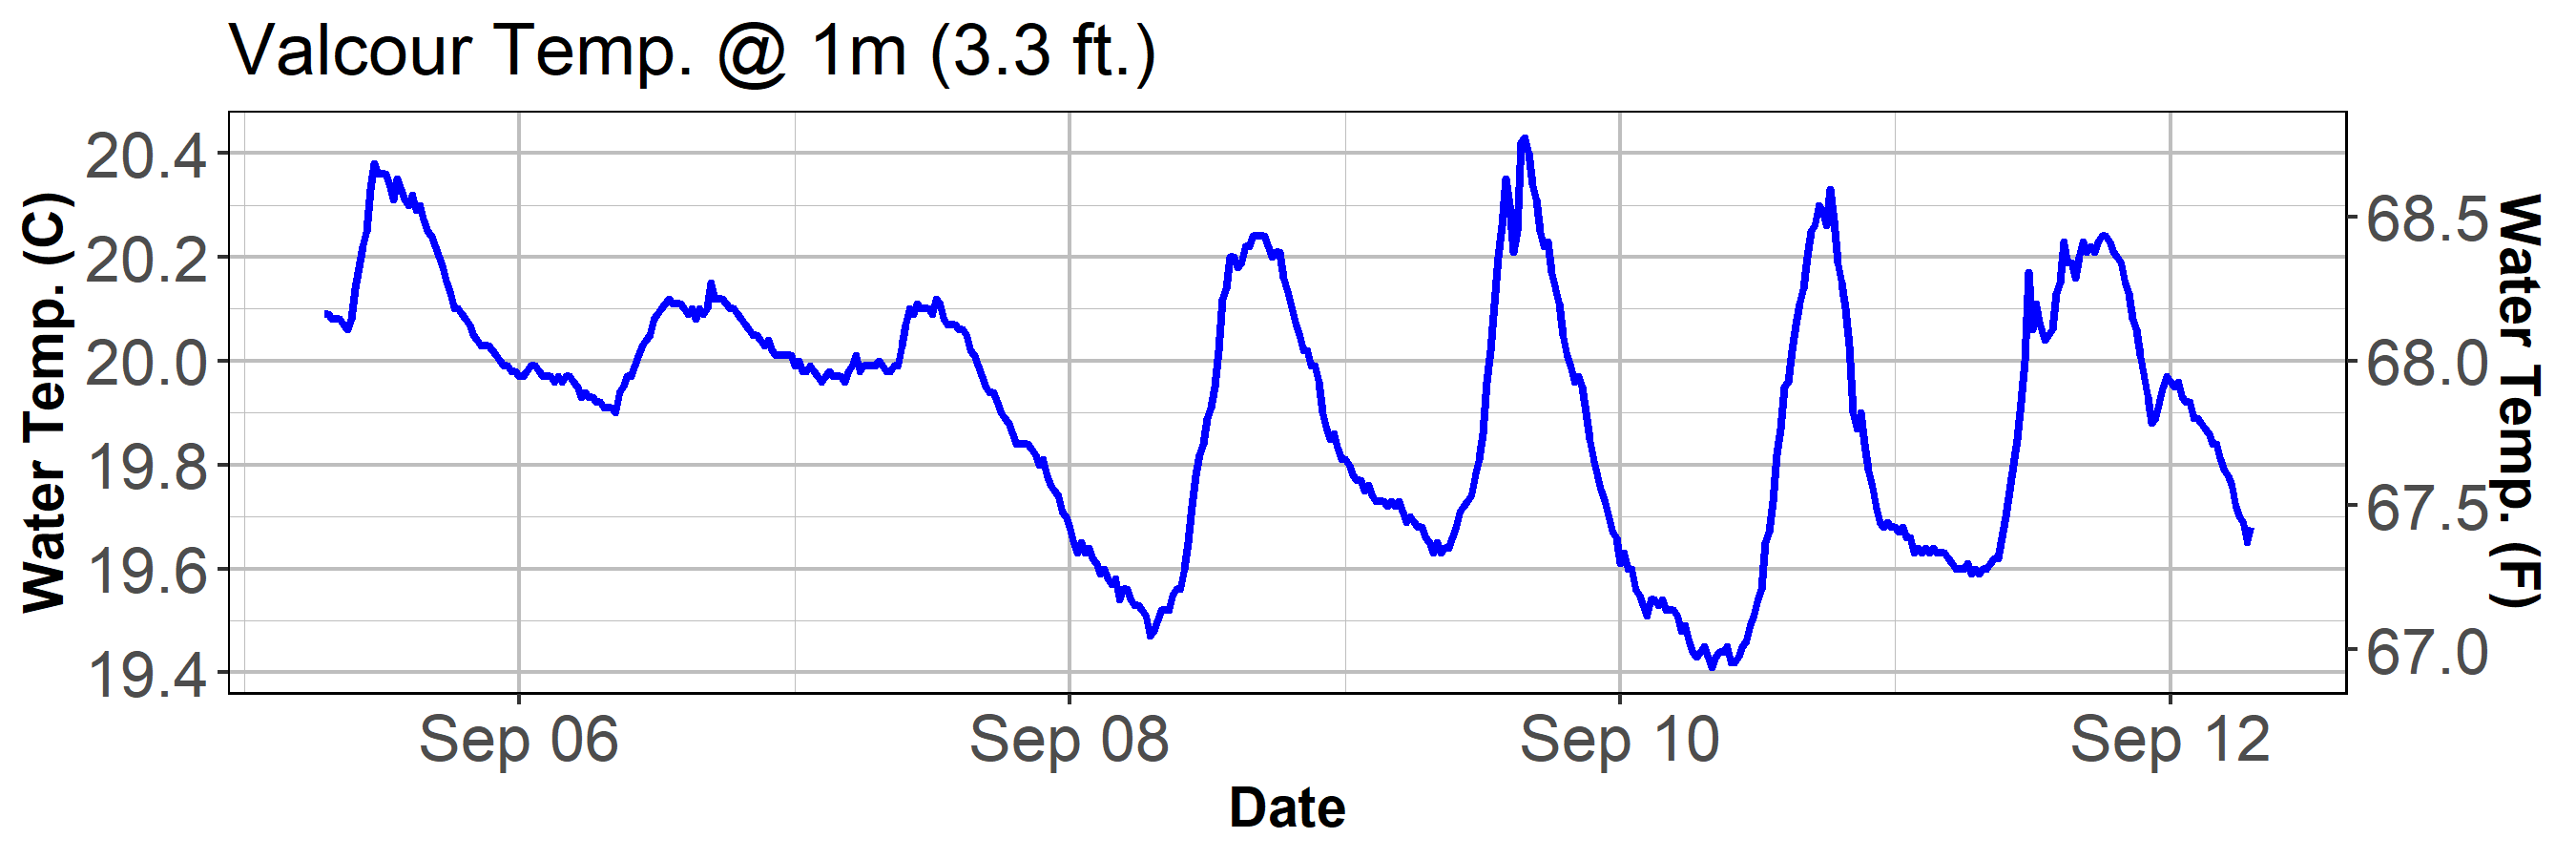 Valcour Temp. @ 1m (3.3 ft.)
Water Temp. (C)
20.4
20.2
20.0
19.8
19.6
19.4
68.5
68.0
67.5
67.0
Water Temp. (F)
Sep 06
Sep 08
Sep 10
Sep 12
Date